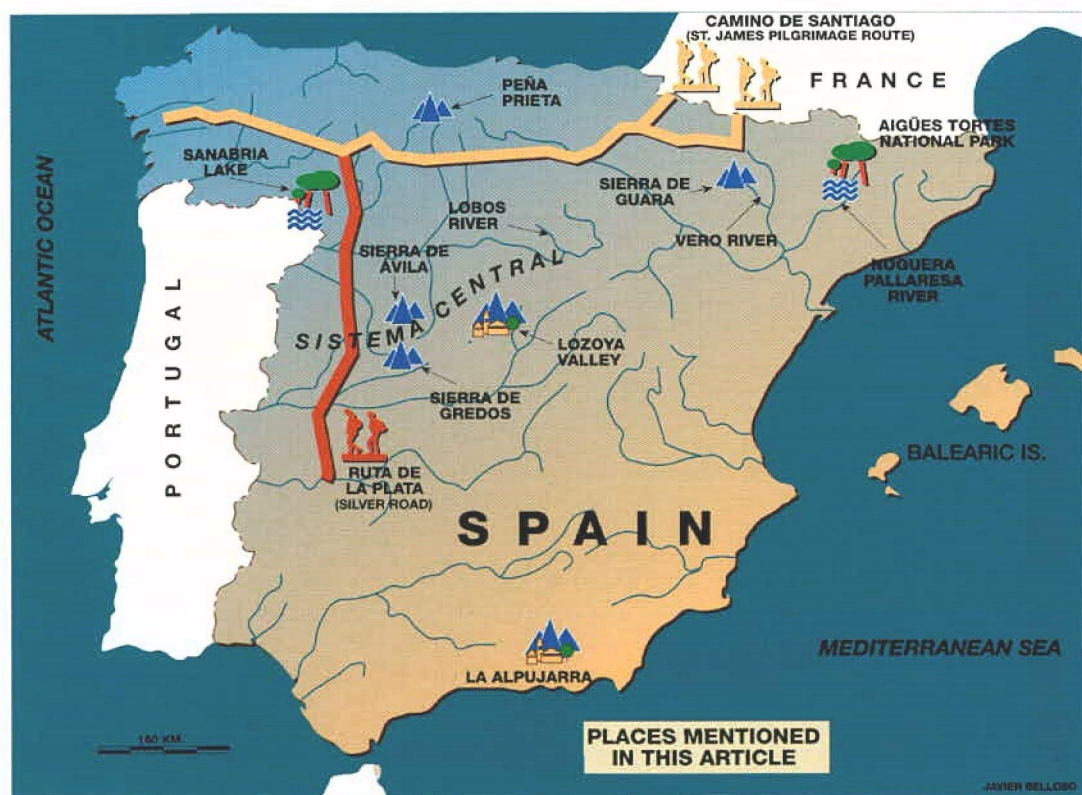 CAMINO DE SANTIAGO
(ST. JAMES PILGRIMAGE ROUTE)
FRANCE
PEÑA
PRIETA
AIGÜES TORTES
NATIONAL PARK
SANABRIA
LAKE
SIERRA DE
GUARA
LOBOS
RIVER
VERO RIVER
ATLANTIC OCEAN
SIERRA DE
ÁVILA
NOGUERA
PALLARESA
RIVER
SISTEMA CENTRAL
LOZOYA
VALLEY
PORTUGAL
SIERRA DE
GREDOS
BALEARIC IS.
RUTA DE
LA PLATA
(SILVER ROAD)
SPAIN
MEDITERRANEAN SEA
LA ALPUJARRA
160 KM.
PLACES MENTIONED
IN THIS ARTICLE
JAVIER BELLOSO